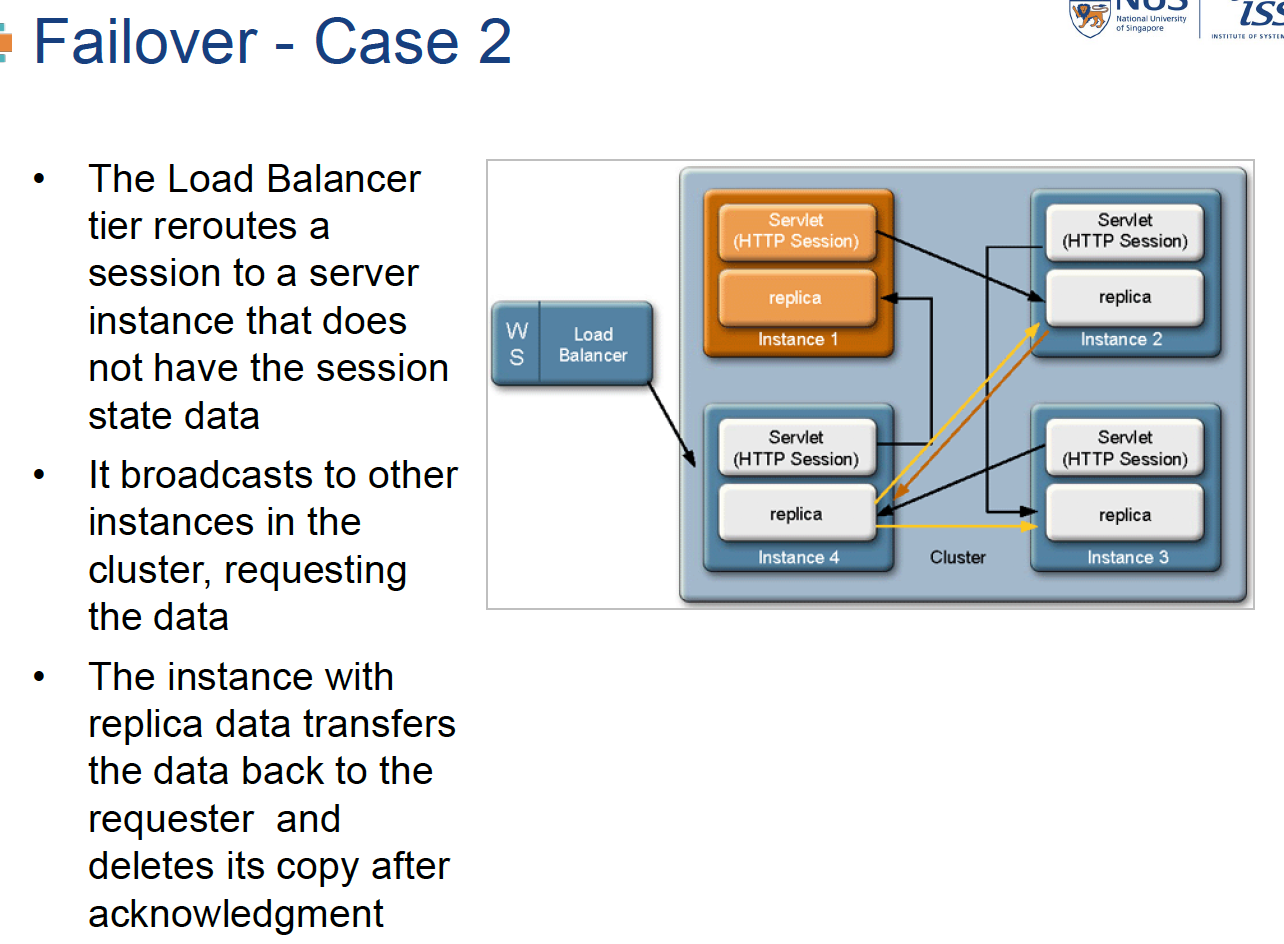 Failover - Case 2
NUS
National University
of Singapore
iss
• The Load Balancer
tier reroutes a
session to a server
instance that does
not have the session
state data
• It broadcasts to other
instances in the
cluster, requesting
the data
• The instance with
replica data transfers
the data back to the
requester and
deletes its copy after
acknowledgment
W
S
Load
Balancer
Servlet
(HTTP Session)
replica
Instance 1
Servlet
(HTTP Session)
replica
Instance 2
Servlet
(HTTP Session)
replica
Instance 4
Cluster
Servlet
(HTTP Session)
replica
Instance 3